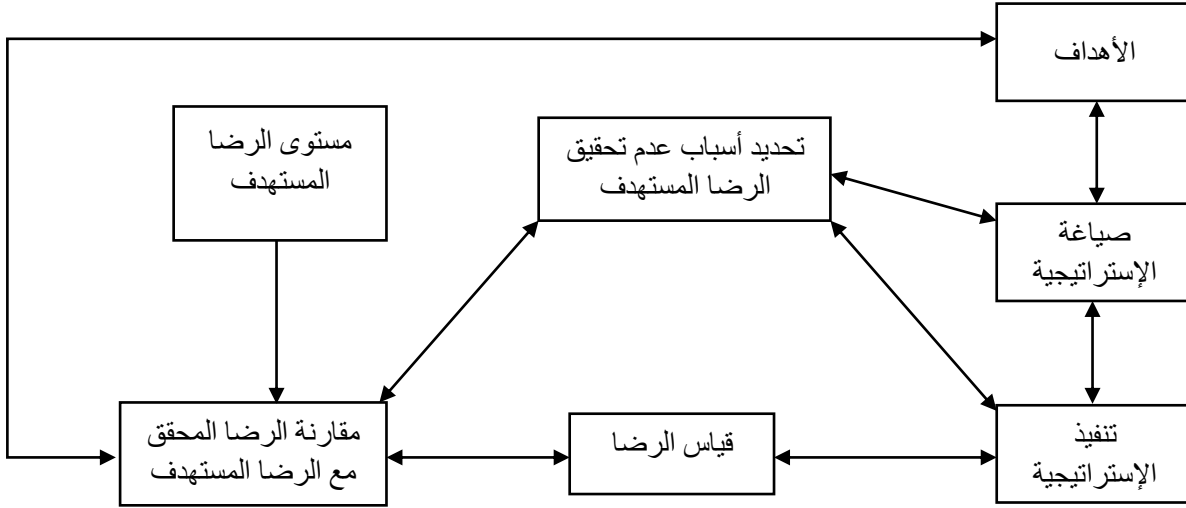 الأهداف
مستوى الرضا
المستهدف
تحديد أسباب عدم تحقيق
الرضا المستهدف
صياغة
الإستراتيجية
مقارنة الرضا المحقق
مع الرضا المستهدف
قياس الرضا
تنفيذ
الإستراتيجية